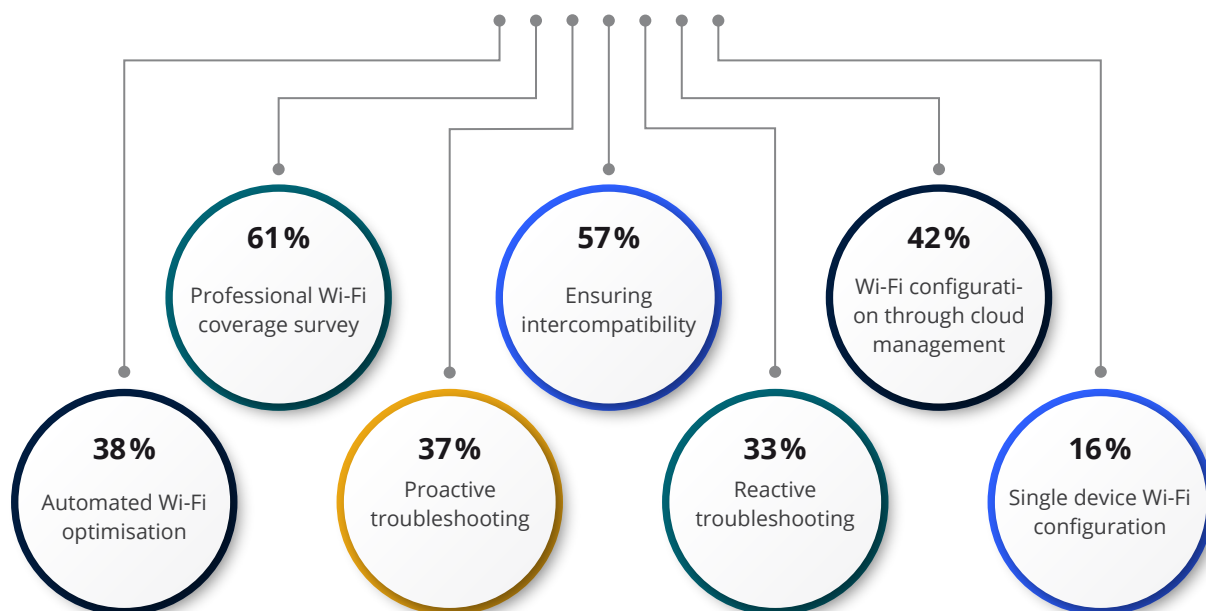 61%
Professional Wi-Fi
coverage survey
57%
Ensuring
intercompatibility
42%
Wi-Fi configurati-
on through cloud
management
38%
Automated Wi-Fi
optimisation
37%
Proactive
troubleshooting
33%
Reactive
troubleshooting
16%
Single device Wi-Fi
configuration